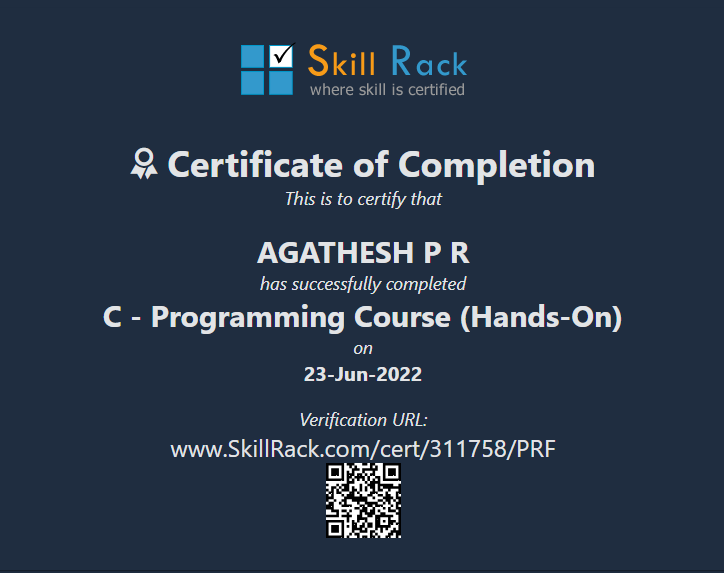 Skill Rack
where skill is certified
Certificate of Completion
This is to certify that
AGATHESH P R
has successfully completed
C - Programming Course (Hands-On)
on
23-Jun-2022
Verification URL:
www.SkillRack.com/cert/311758/PRF